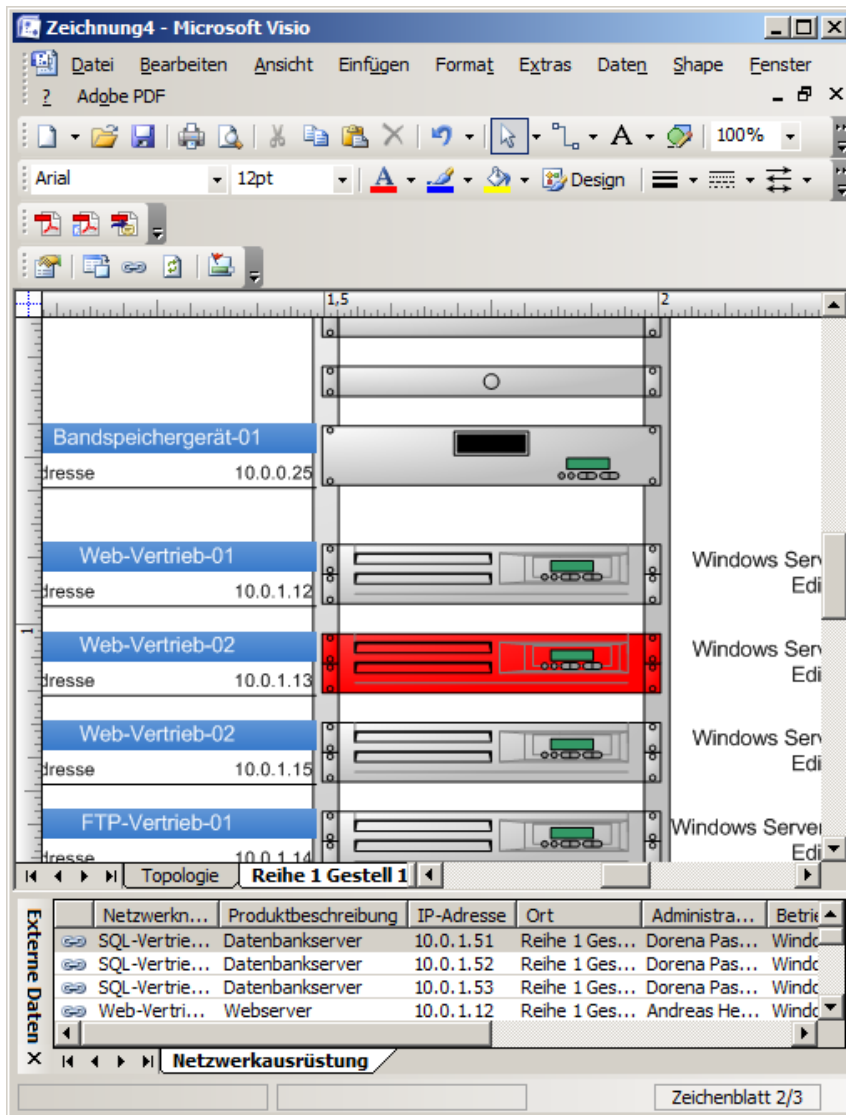 Zeichnung4 - Microsoft Visio
Datei Bearbeiten Ansicht Einfügen Format Extras Daten Shape Fenster
? Adobe PDF
100%
Arial 12pt A Design
1,5 2
Bandspeichergerät-01
dresse 10.0.0.25
Web-Vertrieb-01
Windows Serv
dresse 10.0.1.12
Edi
1
Web-Vertrieb-02
Windows Serv
dresse 10.0.1.13
Edi
Web-Vertrieb-02
Windows Serv
dresse 10.0.1.15
Edi
FTP-Vertrieb-01
Windows Server
dresse 10.0.1.14
Edi
Topologie Reihe 1 Gestell 1
Externe Daten
Netzwerkn... Produktbeschreibung IP-Adresse Ort Administra... Betrie
SQL-Vertrie... Datenbankserver 10.0.1.51 Reihe 1 Ges... Dorena Pas... Windo
SQL-Vertrie... Datenbankserver 10.0.1.52 Reihe 1 Ges... Dorena Pas... Windo
SQL-Vertrie... Datenbankserver 10.0.1.53 Reihe 1 Ges... Dorena Pas... Windo
Web-Vertri... Webserver 10.0.1.12 Reihe 1 Ges... Andreas He... Windo
Netzwerkausrüstung
Zeichenblatt 2/3